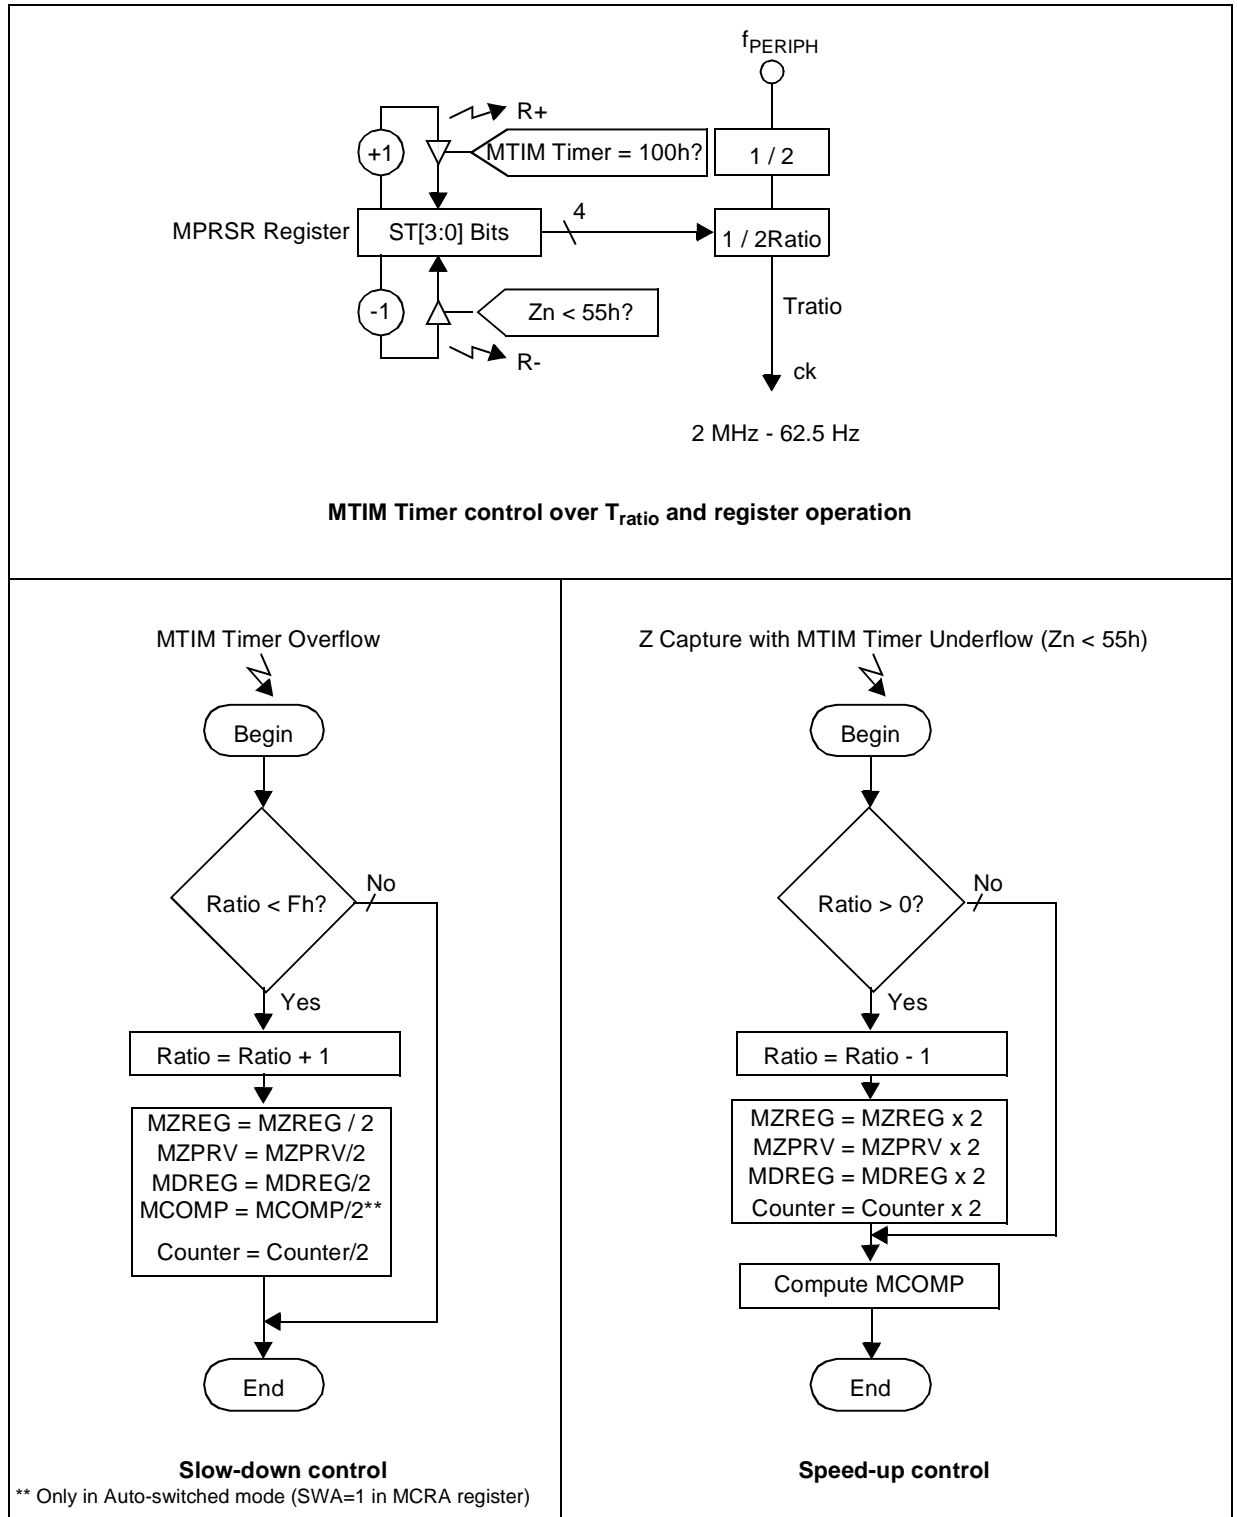 fPERIPH
R+
+1
MTIM Timer = 100h?
1 / 2
4
MPRSR Register
ST[3:0] Bits
1 / 2Ratio
-1
Zn < 55h?
Tratio
R-
ck
2 MHz - 62.5 Hz
MTIM Timer control over Tratio and register operation
MTIM Timer Overflow
Begin
Ratio < Fh?
No
Yes
Ratio = Ratio + 1
MZREG = MZREG / 2
MZPRV = MZPRV/2
MDREG = MDREG/2
MCOMP = MCOMP/2**
Counter = Counter/2
End
Slow-down control
** Only in Auto-switched mode (SWA=1 in MCRA register)
Z Capture with MTIM Timer Underflow (Zn < 55h)
Begin
Ratio > 0?
No
Yes
Ratio = Ratio - 1
MZREG = MZREG x 2
MZPRV = MZPRV x 2
MDREG = MDREG x 2
Counter = Counter x 2
Compute MCOMP
End
Speed-up control